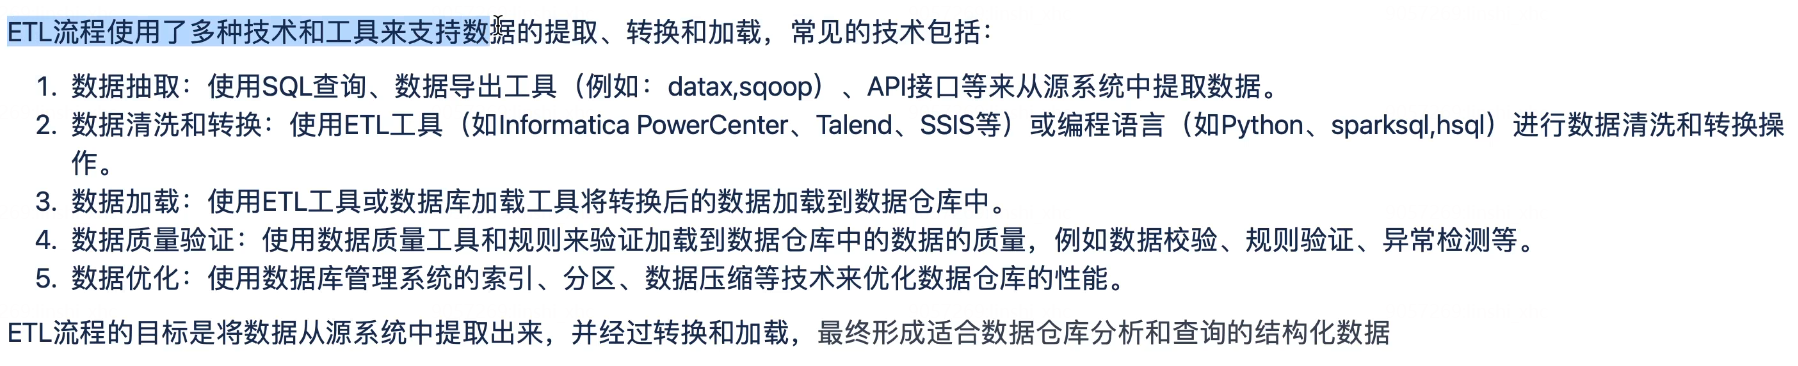 ETL流程使用了多种技术和工具来支持数据的提取、转换和加载，常见的技术包括：
1. 数据抽取：使用SQL查询、数据导出工具（例如：datax,sqoop）、API接口等来从源系统中提取数据。
2. 数据清洗和转换：使用ETL工具（如Informatica PowerCenter、Talend、SSIS等）或编程语言（如Python、sparksql,hsql）进行数据清洗和转换操
作。
3. 数据加载：使用ETL工具或数据库加载工具将转换后的数据加载到数据仓库中。
4. 数据质量验证：使用数据质量工具和规则来验证加载到数据仓库中的数据的质量，例如数据校验、规则验证、异常检测等。
5. 数据优化：使用数据库管理系统的索引、分区、数据压缩等技术来优化数据仓库的性能。
ETL流程的目标是将数据从源系统中提取出来，并经过转换和加载，最终形成适合数据仓库分析和查询的结构化数据